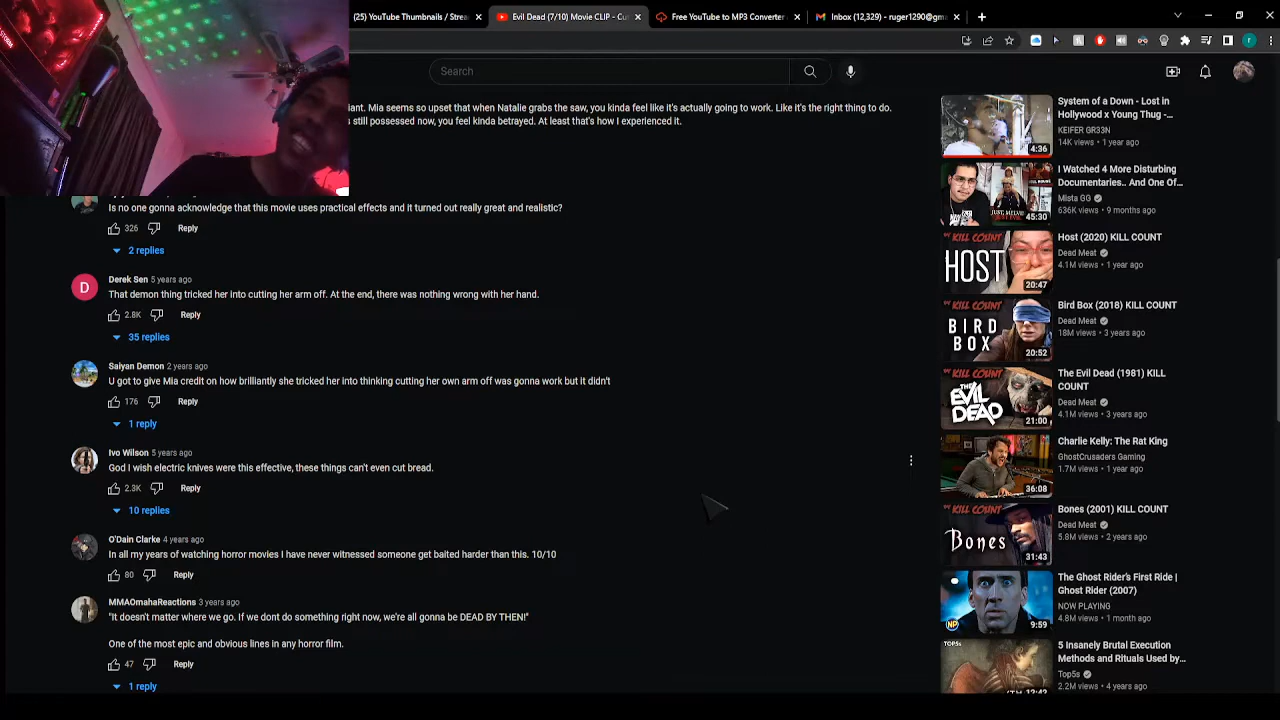 (25) YouTube Thumbnails / Strea
Evil Dead (7/10) Movie CLIP - Cu
Free YouTube to MP3 Converter
Inbox (12,329) - ruger1290@gm
Search
iant. Mia seems so upset that when Natalie grabs the saw, you kinda feel like it's actually going to work. Like it's the right thing to do.
still possessed now, you feel kinda betrayed. At least that's how I experienced it.
Is no one gonna acknowledge that this movie uses practical effects and it turned out really great and realistic?
326 Reply
2 replies
D
Derek Sen 5 years ago
That demon thing tricked her into cutting her arm off. At the end, there was nothing wrong with her hand.
2.8K Reply
35 replies
Saiyan Demon 2 years ago
U got to give Mia credit on how brilliantly she tricked her into thinking cutting her own arm off was gonna work but it didn't
176 Reply
1 reply
Ivo Wilson 5 years ago
God I wish electric knives were this effective, these things can't even cut bread.
2.3K Reply
10 replies
O'Dain Clarke 4 years ago
In all my years of watching horror movies I have never witnessed someone get baited harder than this. 10/10
80 Reply
MMAOmahaReactions 3 years ago
"It doesn't matter where we go. If we dont do something right now, we're all gonna be DEAD BY THEN!"
One of the most epic and obvious lines in any horror film.
47 Reply
1 reply
4:36
System of a Down - Lost in
Hollywood x Young Thug -...
KEIFER GR33N
14K views • 1 year ago
45:30
I Watched 4 More Disturbing
Documentaries.. And One Of...
Mista GG
636K views • 9 months ago
KILL COUNT
HOST
20:47
Host (2020) KILL COUNT
Dead Meat
4.1M views • 1 year ago
KILL COUNT
BIRD
BOX
20:52
Bird Box (2018) KILL COUNT
Dead Meat
18M views • 3 years ago
KILL COUNT
THE
EVIL
DEAD
21:00
The Evil Dead (1981) KILL
COUNT
Dead Meat
4.1M views • 3 years ago
36:08
Charlie Kelly: The Rat King
GhostCrusaders Gaming
1.7M views • 1 year ago
KILL COUNT
Bones
31:43
Bones (2001) KILL COUNT
Dead Meat
5.8M views • 2 years ago
NP
9:59
The Ghost Rider's First Ride |
Ghost Rider (2007)
NOW PLAYING
4.8M views • 1 month ago
TOP5s
12:42
5 Insanely Brutal Execution
Methods and Rituals Used by...
Top5s
2.2M views • 4 years ago